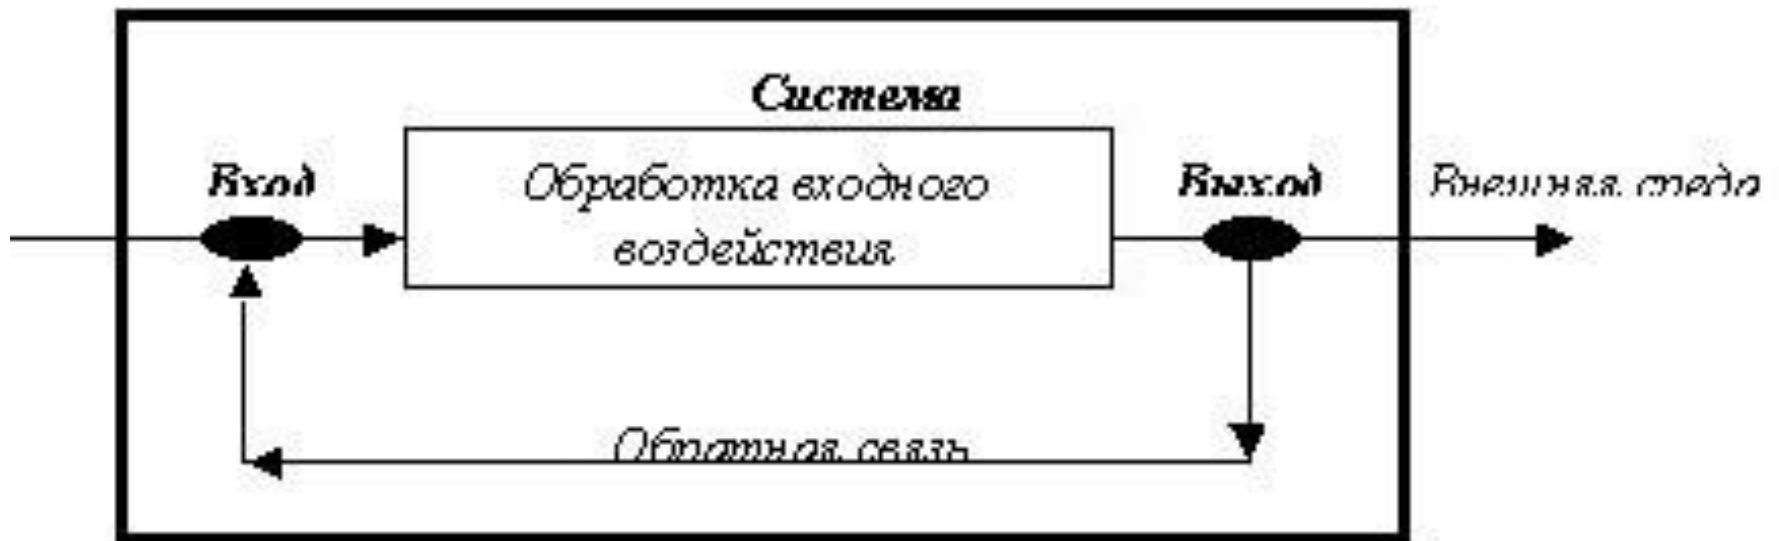 Система
Вход
Обработка входного
воздействия
Выход
Внешняя среда
Обратная связь